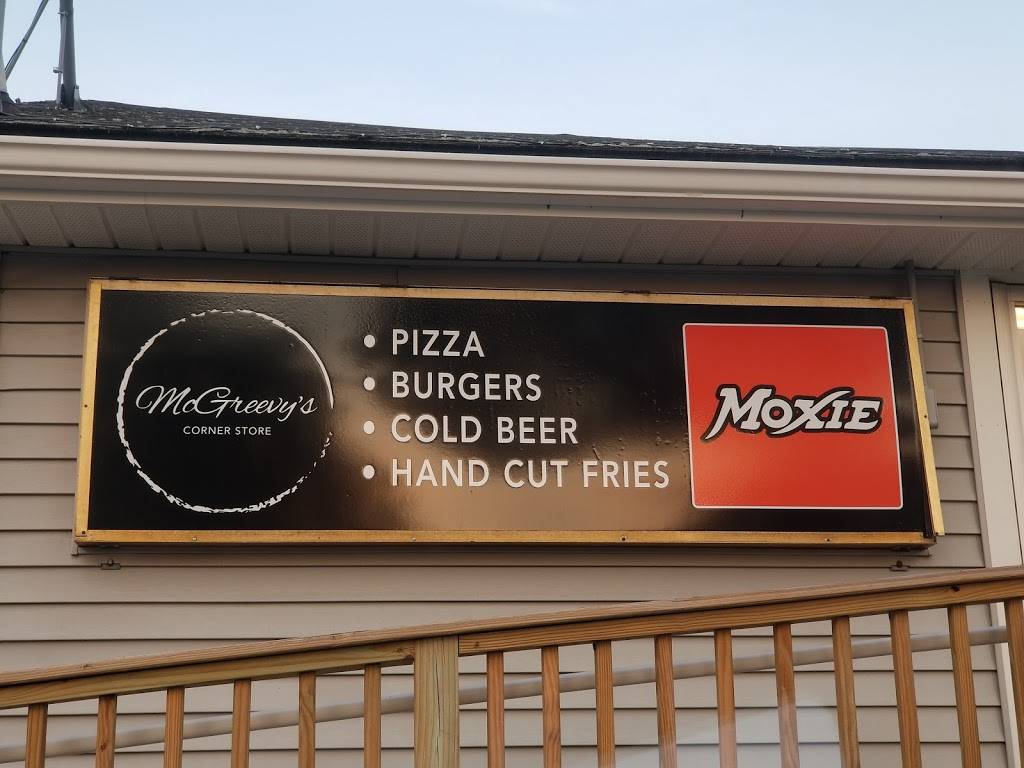 McGreevy's
CORNER STORE
• PIZZA
• BURGERS
• COLD BEER
• HAND CUT FRIES
MOXIE